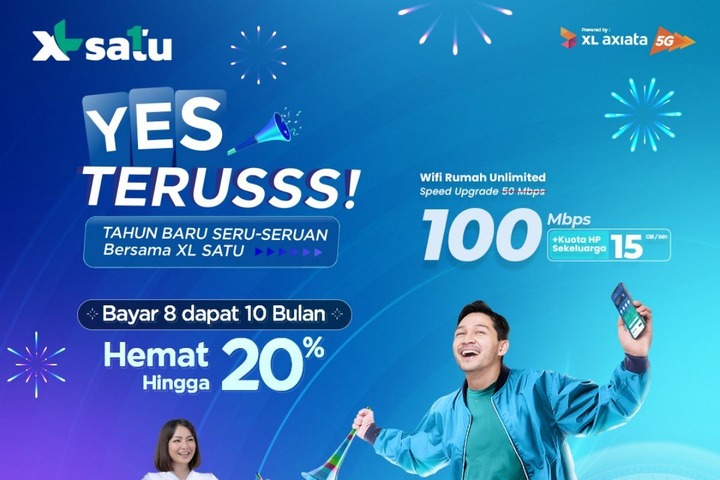 XL satu
Powered by :
XL axiata 5G
YES
TERUSSS!
TAHUN BARU SERU-SERUAN
Bersama XL SATU
Wifi Rumah Unlimited
Speed Upgrade 50 Mbps
100 Mbps
+Kuota HP
Sekeluarga 15 GB/bln
Bayar 8 dapat 10 Bulan
Hemat
Hingga 20%